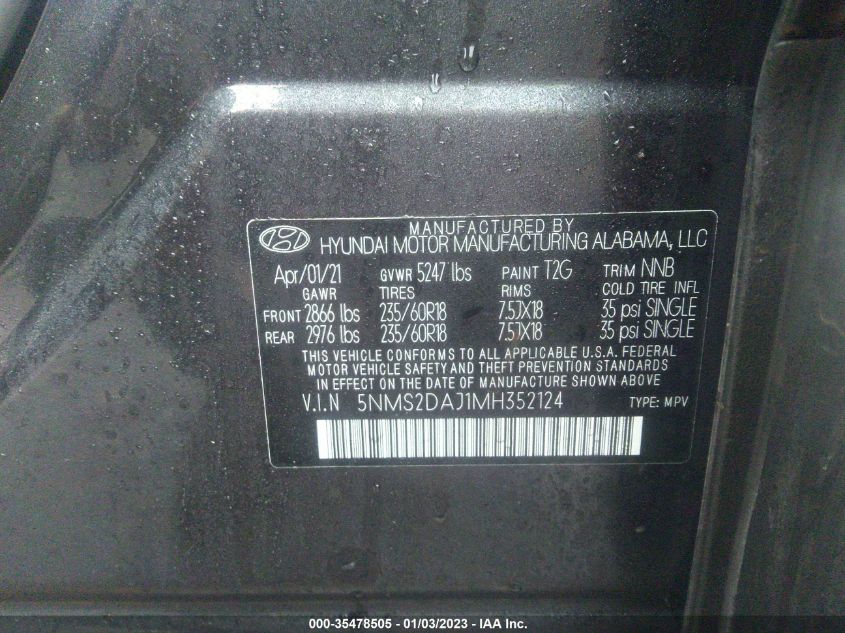 MANUFACTURED BY
HYUNDAI MOTOR MANUFACTURING ALABAMA, LLC
Apr/01/21 GVWR 5247 lbs PAINT T2G TRIM NNB
GAWR TIRES RIMS COLD TIRE INFL
FRONT 2866 lbs 235/60R18 7.5JX18 35 psi SINGLE
REAR 2976 lbs 235/60R18 7.5JX18 35 psi SINGLE
THIS VEHICLE CONFORMS TO ALL APPLICABLE U.S.A. FEDERAL
MOTOR VEHICLE SAFETY AND THEFT PREVENTION STANDARDS
IN EFFECT ON THE DATE OF MANUFACTURE SHOWN ABOVE
V.I.N 5NMS2DAJ1MH352124 TYPE: MPV
000-35478505 - 01/03/2023 - IAA Inc.